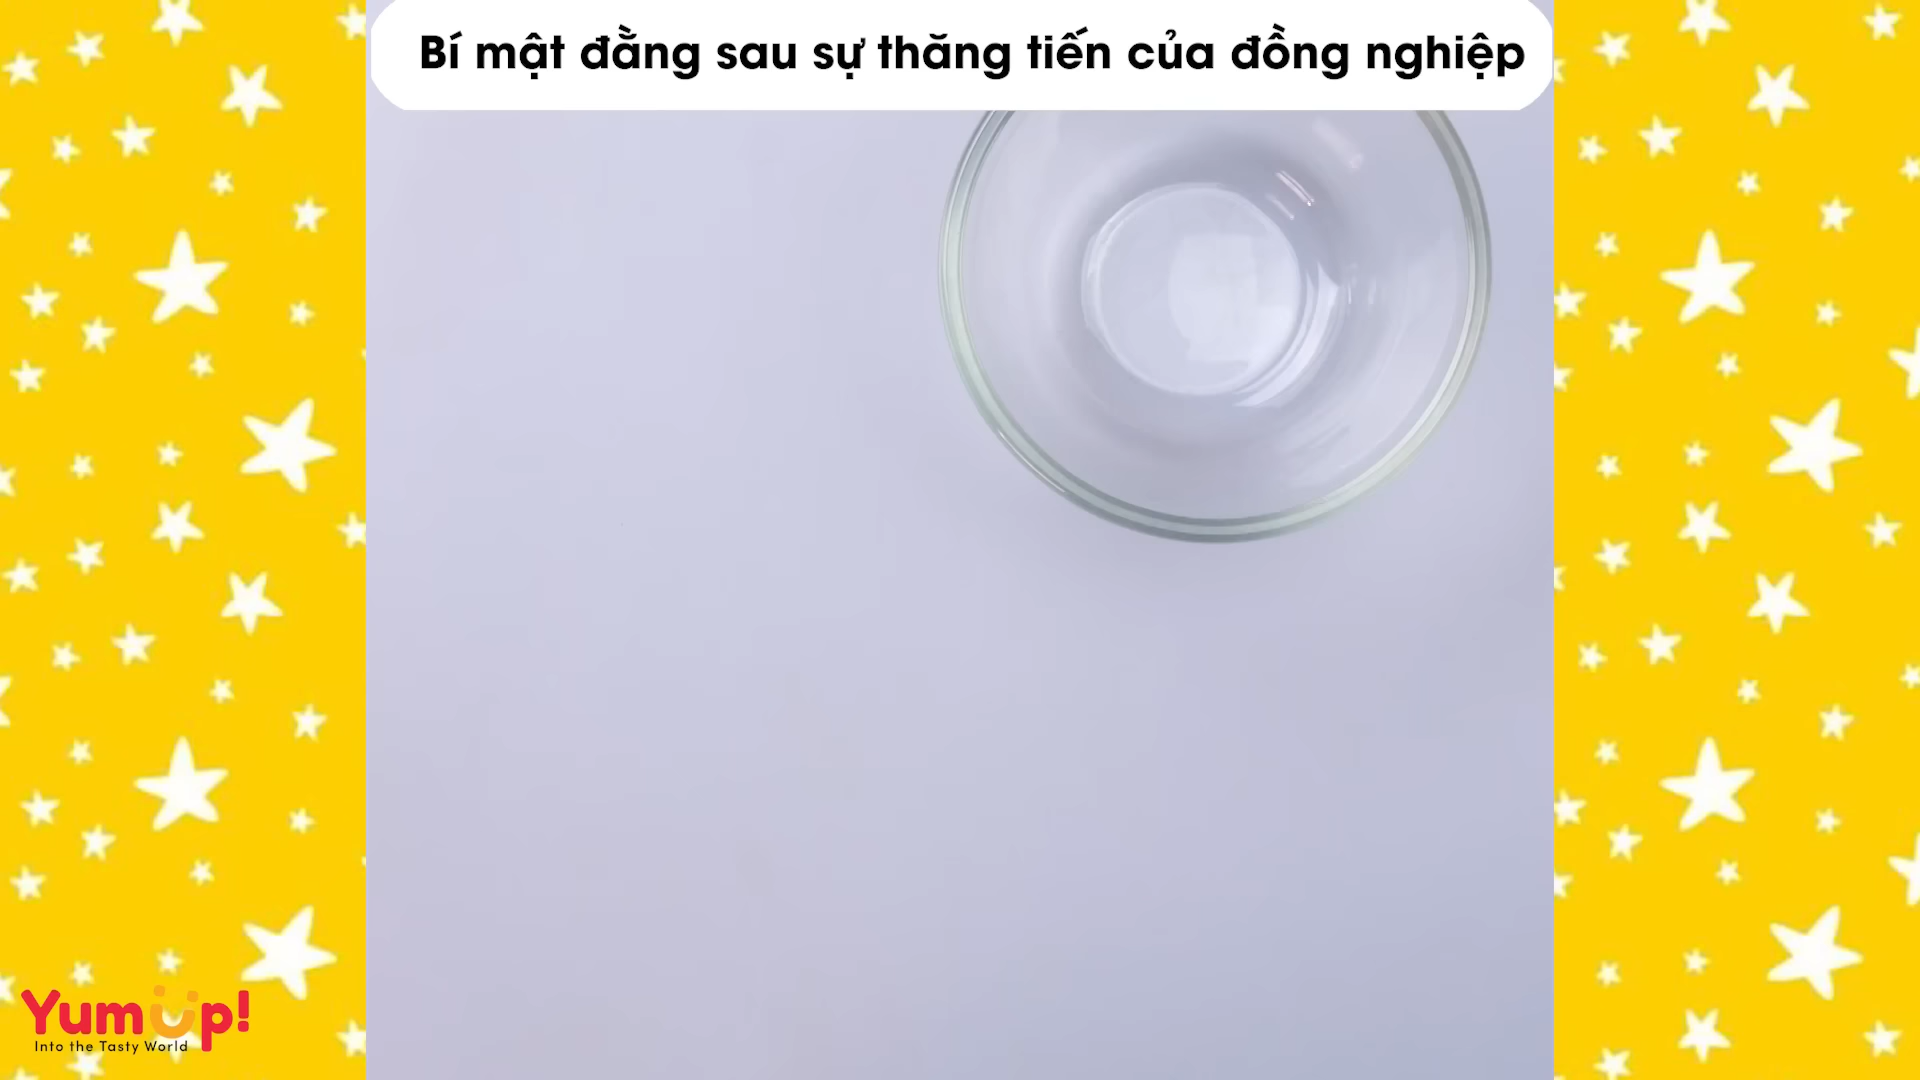 Bí mật đằng sau sự thăng tiến của đồng nghiệp
YumUp!
Into the Tasty World